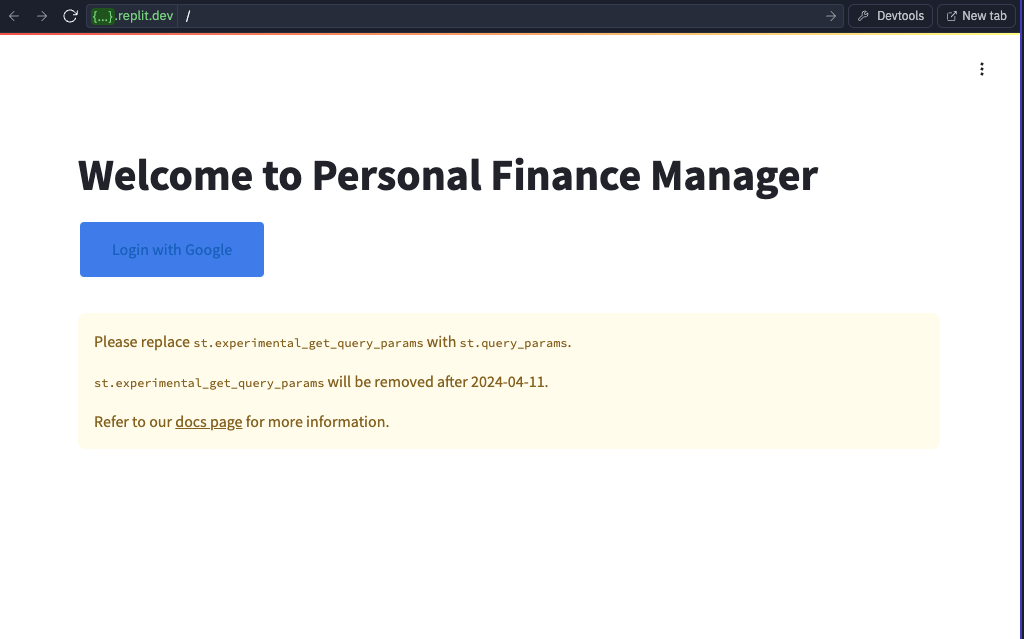 {...}.replit.dev /
Devtools
New tab
Welcome to Personal Finance Manager
Login with Google
Please replace st.experimental_get_query_params with st.query_params.
st.experimental_get_query_params will be removed after 2024-04-11.
Refer to our docs page for more information.